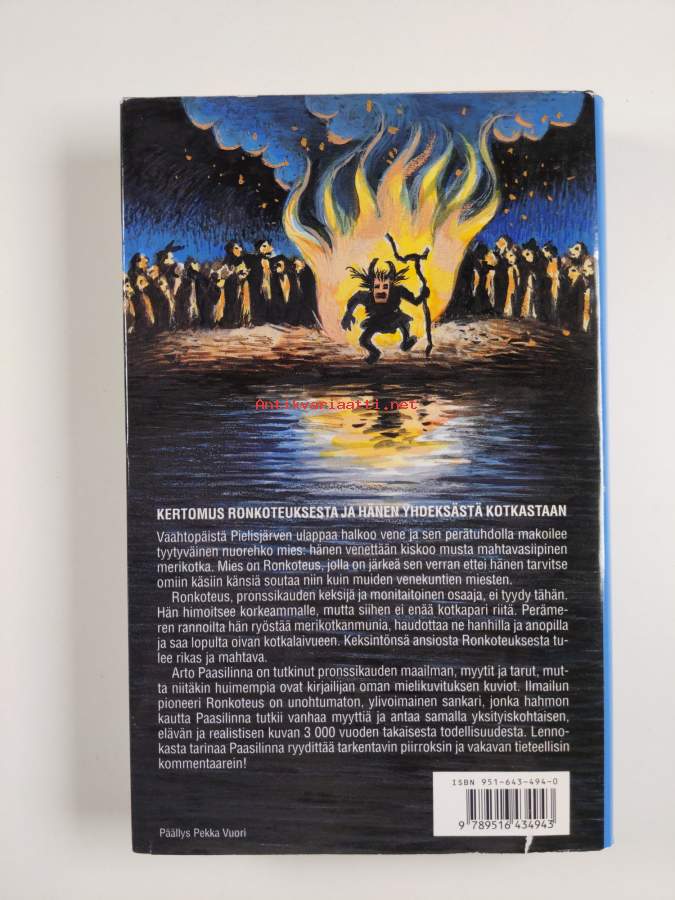 Antikvariaatti.net
KERTOMUS RONKOTEUKSESTA JA HÄNEN YHDEKSÄSTÄ KOTKASTAAN
Vaahtopäistä Pielisjärven ulappaa halkoo vene ja sen perätuhdolla makoilee
tyytyväinen nuorehko mies: hänen venettään kiskoo musta mahtavasiipinen
merikotka. Mies on Ronkoteus, jolla on järkeä sen verran ettei hänen tarvitse
omiin käsiin känsiä soutaa niin kuin muiden venekuntien miesten.
Ronkoteus, pronssikauden keksijä ja monitaitoinen osaaja, ei tyydy tähän.
Hän himoitsee korkeammalle, mutta siihen ei enää kotkapari riitä. Peräme-
ren rannoilta hän ryöstää merikotkanmunia, haudottaa ne hanhilla ja anopilla
ja saa lopulta oivan kotkalaivueen. Keksintönsä ansiosta Ronkoteuksesta tu-
lee rikas ja mahtava.
Arto Paasilinna on tutkinut pronssikauden maailman, myytit ja tarut, mut-
ta niitäkin huimempia ovat kirjailijan oman mielikuvituksen kuviot. Ilmailun
pioneeri Ronkoteus on unohtumaton, ylivoimainen sankari, jonka hahmon
kautta Paasilinna tutkii vanhaa myyttiä ja antaa samalla yksityiskohtaisen,
elävän ja realistisen kuvan 3 000 vuoden takaisesta todellisuudesta. Lenno-
kasta tarinaa Paasilinna ryydittää tarkentavin piirroksin ja vakavan tieteellisin
kommentaarein!
ISBN 951-643-494-0
9 789516 434943
Päällys Pekka Vuori